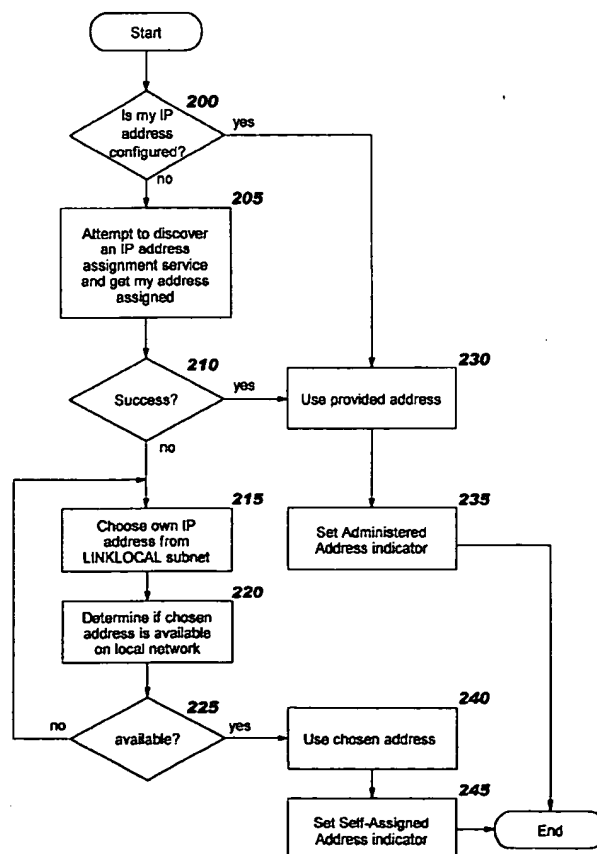 Start
200
Is my IP
address
configured?
yes
no
205
Attempt to discover
an IP address
assignment service
and get my address
assigned
210
Success?
yes
no
230
Use provided address
215
Choose own IP
address from
LINKLOCAL subnet
235
Set Administered
Address indicator
220
Determine if chosen
address is available
on local network
225
no
available?
yes
240
Use chosen address
245
Set Self-Assigned
Address indicator
End